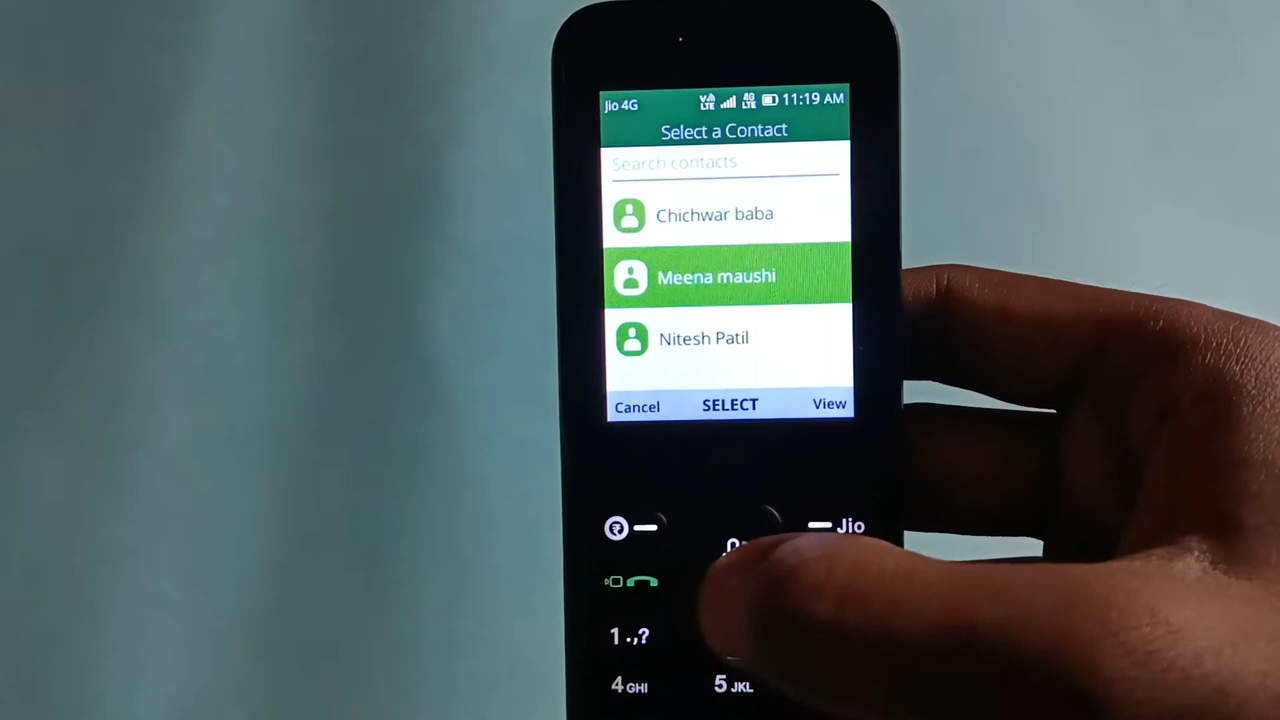 Jio 4G 11:19 AM
Select a Contact
Search contacts
Chichwar baba
Meena maushi
Nitesh Patil
Cancel SELECT View
Jio
1.,?
4 GHI 5 JKL